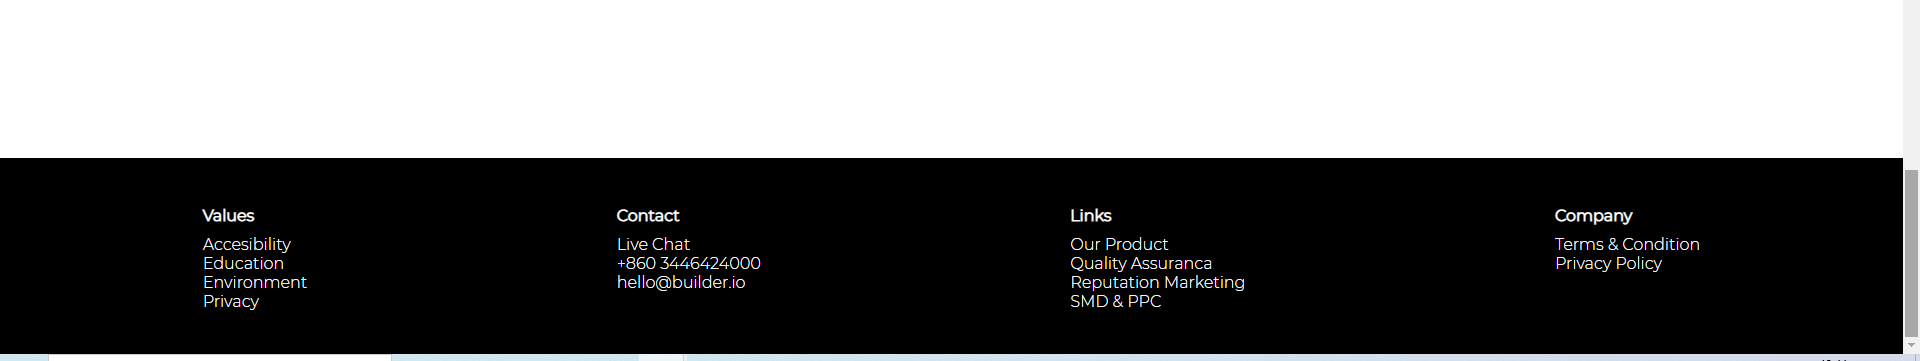 Values
Accesibility
Education
Environment
Privacy
Contact
Live Chat
+860 3446424000
hello@builder.io
Links
Our Product
Quality Assuranca
Reputation Marketing
SMD & PPC
Company
Terms & Condition
Privacy Policy